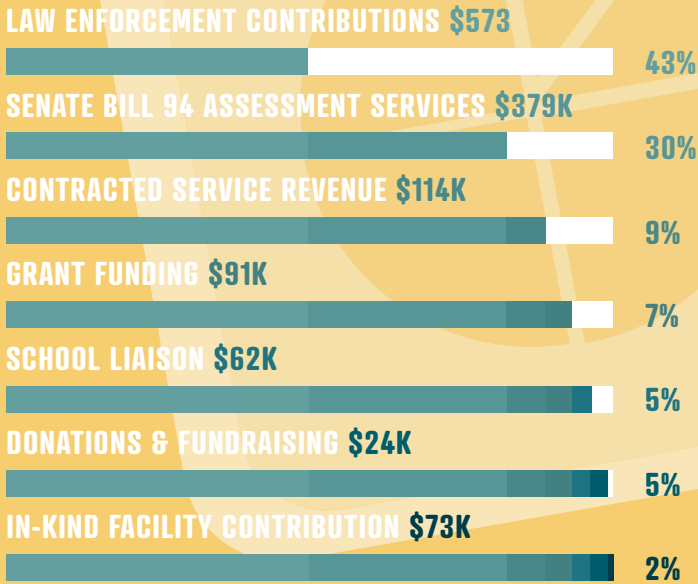 LAW ENFORCEMENT CONTRIBUTIONS $573
43%
SENATE BILL 94 ASSESSMENT SERVICES $379K
30%
CONTRACTED SERVICE REVENUE $114K
9%
GRANT FUNDING $91K
7%
SCHOOL LIAISON $62K
5%
DONATIONS & FUNDRAISING $24K
5%
IN-KIND FACILITY CONTRIBUTION $73K
2%